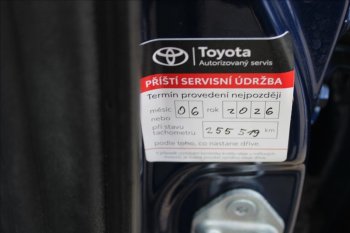 Toyota
Autorizovaný servis
PŘÍŠTÍ SERVISNÍ ÚDRŽBA
Termín provedení nejpozději
měsíc 06 rok 2026
nebo
při stavu
tachometru 255 519 km
podle toho, co nastane dříve.